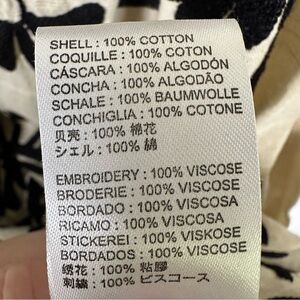 SHELL : 100% COTTON
COQUILLE : 100% COTON
CÁSCARA : 100% ALGODÓN
CONCHA : 100% ALGODÃO
SCHALE : 100% BAUMWOLLE
CONCHIGLIA : 100% COTONE
贝壳 : 100% 棉花
シェル : 100% 綿
EMBROIDERY : 100% VISCOSE
BRODERIE : 100% VISCOSE
BORDADO : 100% VISCOSA
RICAMO : 100% VISCOSA
STICKEREI : 100% VISKOSE
BORDADOS : 100% VISCOSE
绣花 : 100% 粘膠
刺繍 : 100% ビスコース